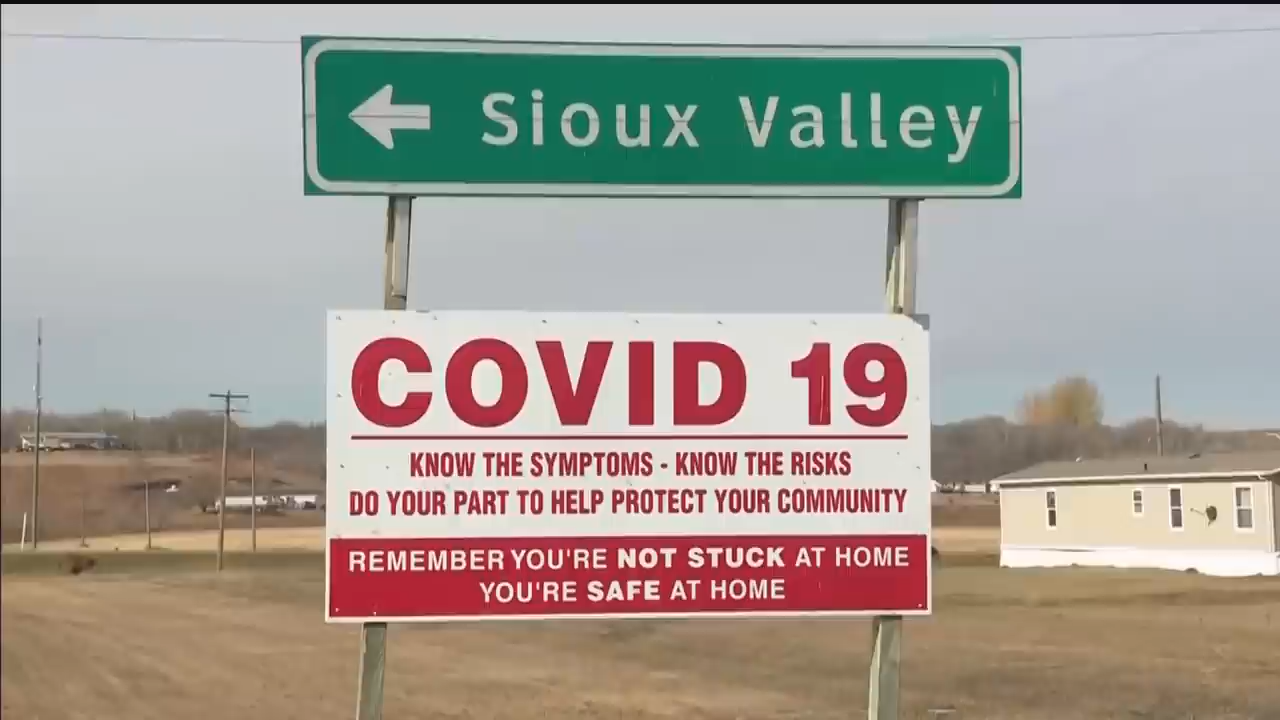 Sioux Valley
COVID 19
KNOW THE SYMPTOMS - KNOW THE RISKS
DO YOUR PART TO HELP PROTECT YOUR COMMUNITY
REMEMBER YOU'RE NOT STUCK AT HOME
YOU'RE SAFE AT HOME